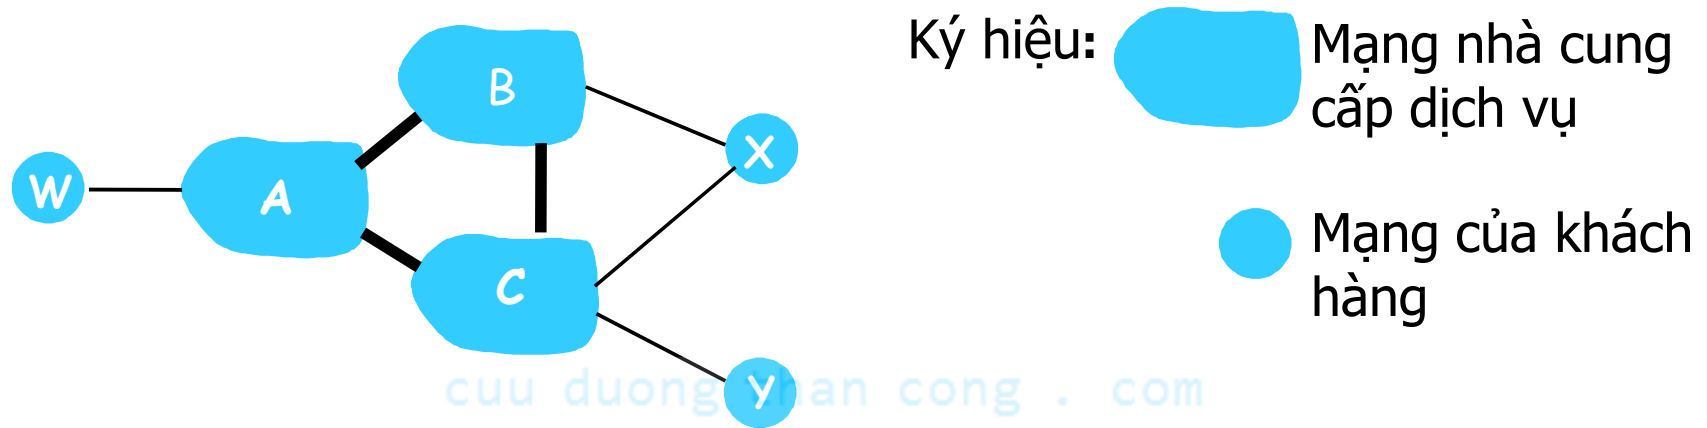 B
X
W
A
C
Y
Ký hiệu:
Mạng nhà cung
cấp dịch vụ
Mạng của khách
hàng
cuu duong than cong . com